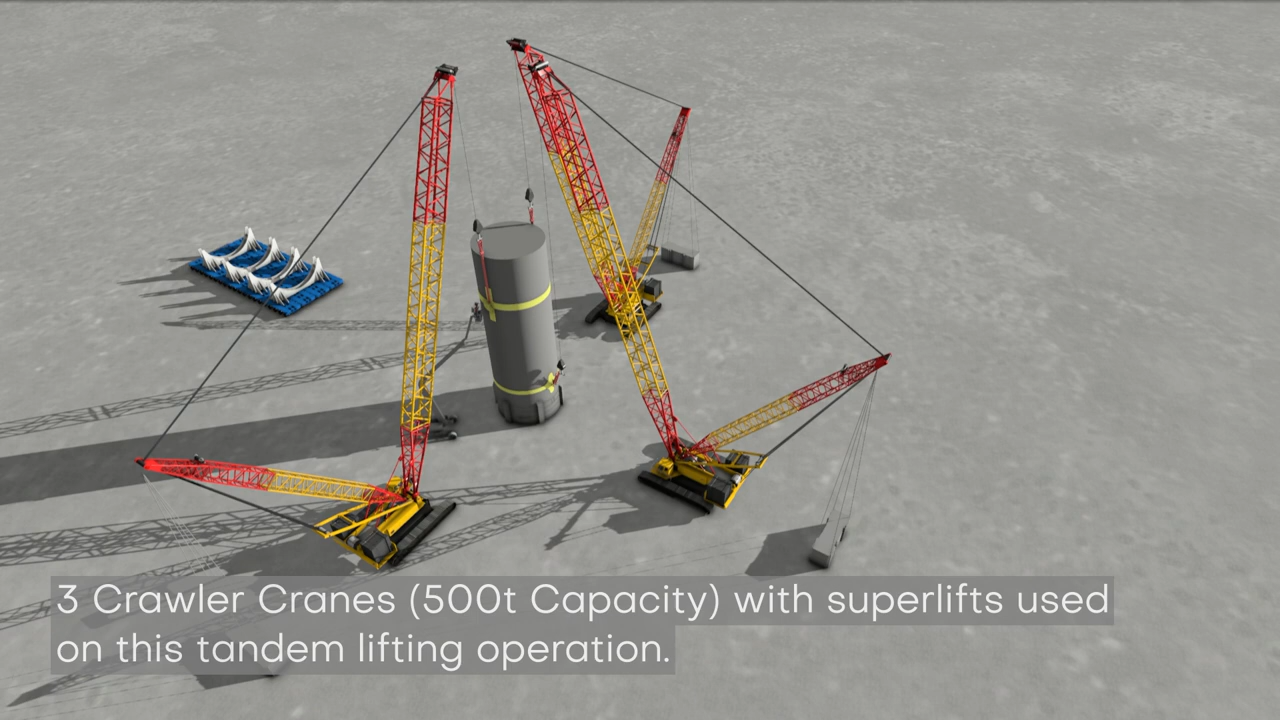 3 Crawler Cranes (500t Capacity) with superlifts used
on this tandem lifting operation.